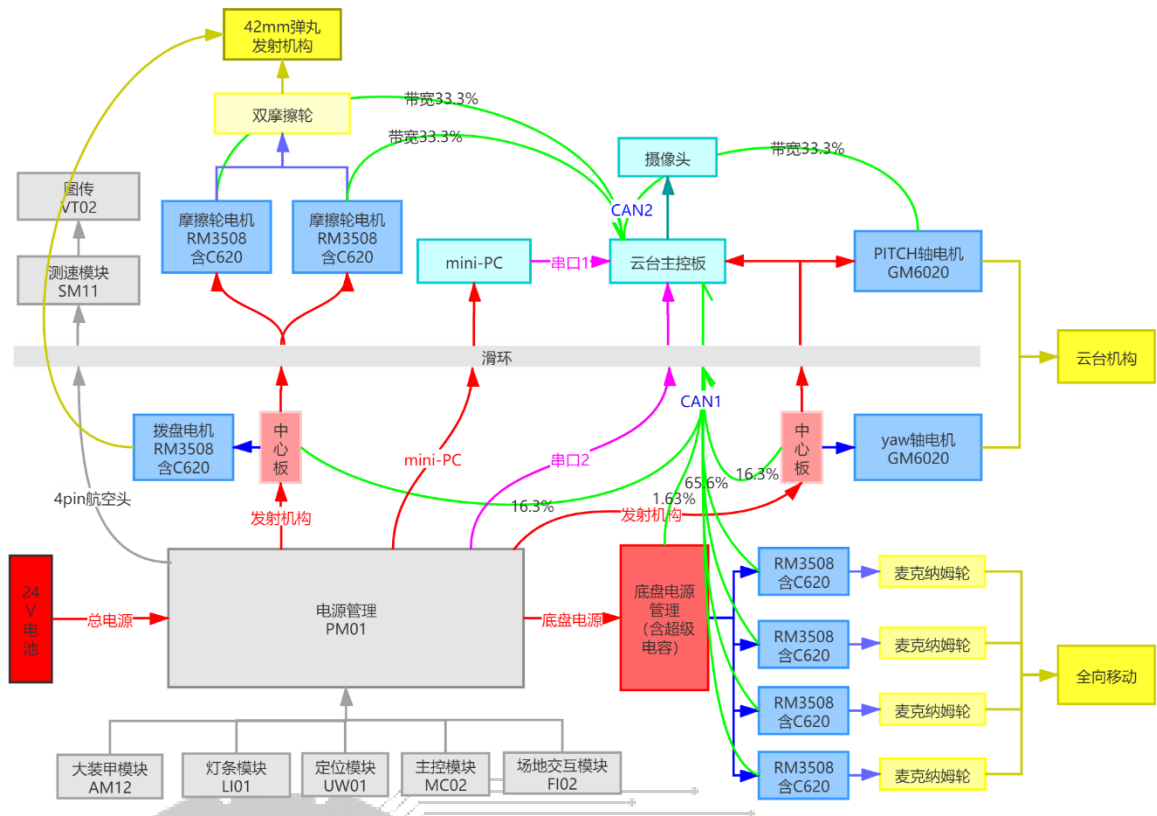 42mm弹丸
发射机构
双摩擦轮
带宽33.3%
带宽33.3%
摄像头
带宽33.3%
图传
VT02
摩擦轮电机
RM3508
含C620
摩擦轮电机
RM3508
含C620
CAN2
测速模块
SM11
mini-PC
串口1
云台主控板
PITCH轴电机
GM6020
滑环
云台机构
CAN1
拨盘电机
RM3508
含C620
中
心
板
mini-PC
串口2
中
心
板
yaw轴电机
GM6020
4pin航空头
16.3%
65.6%
1.63%
16.3%
发射机构
发射机构
24
V
电
池
总电源
电源管理
PM01
底盘电源
底盘电源
管理
（含超级
电容）
RM3508
含C620
麦克纳姆轮
RM3508
含C620
麦克纳姆轮
全向移动
RM3508
含C620
麦克纳姆轮
RM3508
含C620
麦克纳姆轮
大装甲模块
AM12
灯条模块
LI01
定位模块
UW01
主控模块
MC02
场地交互模块
FI02